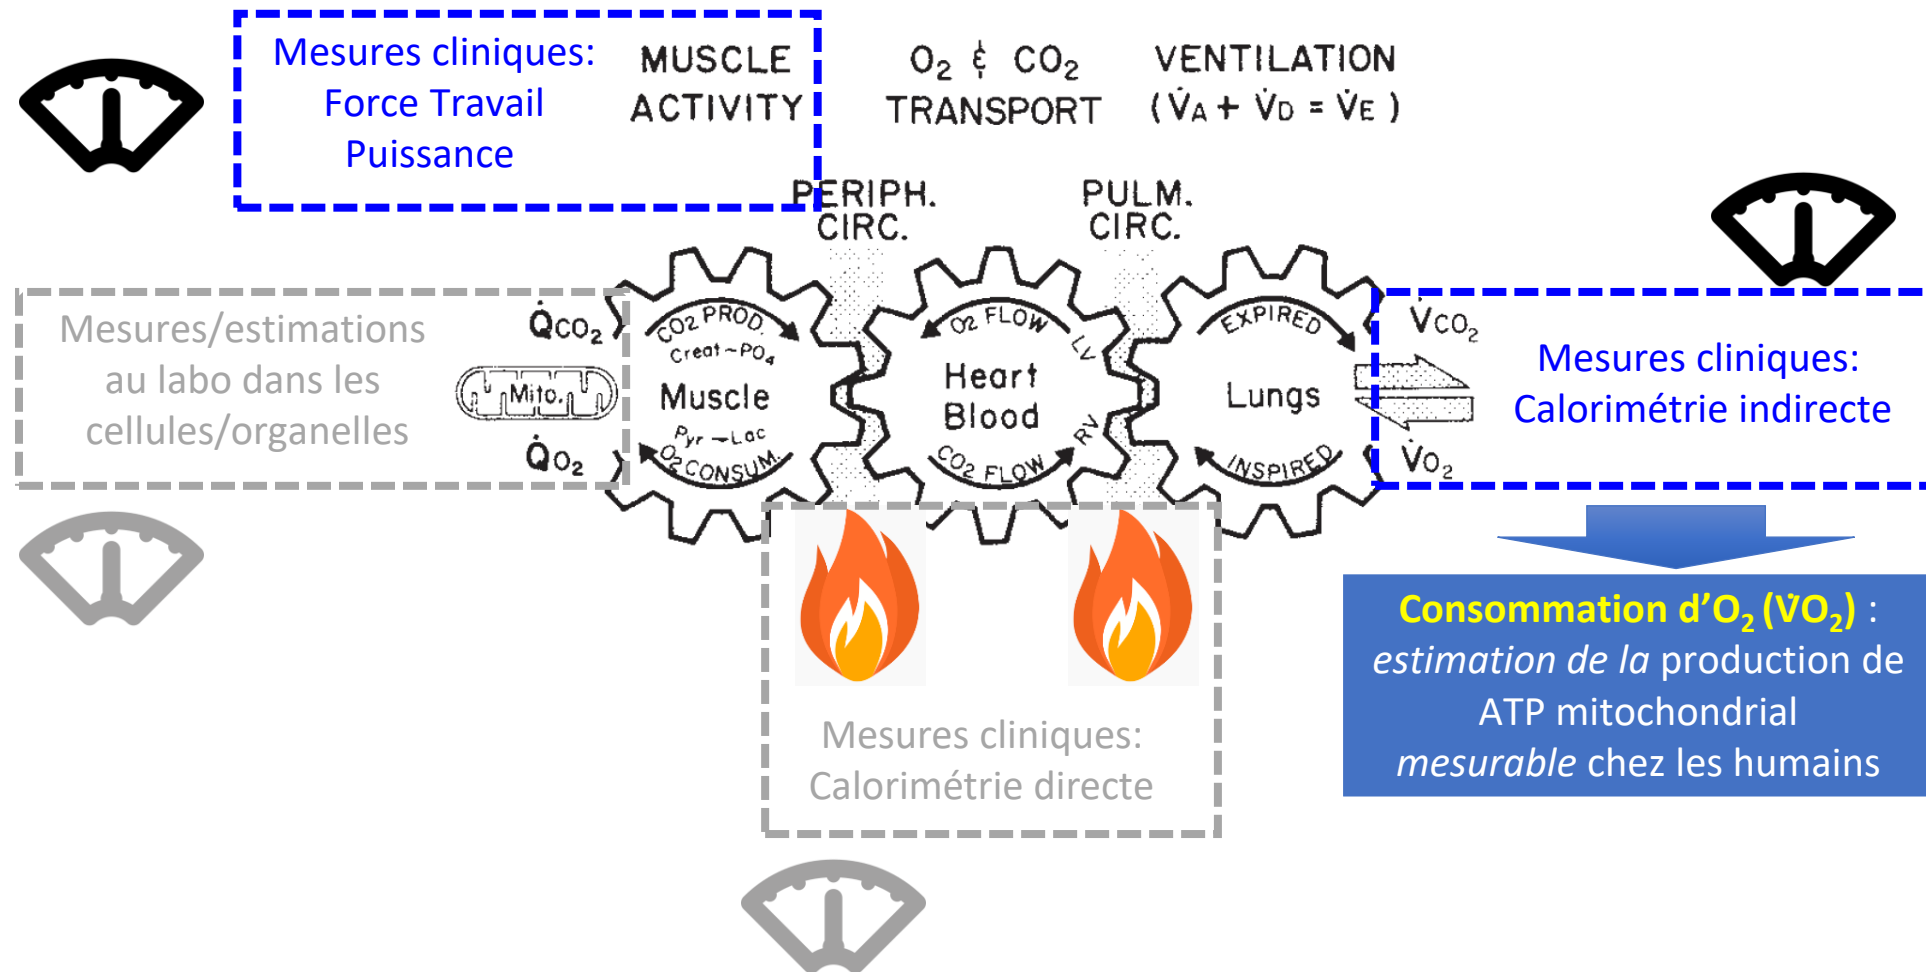 Mesures cliniques:
Force Travail
Puissance
MUSCLE
ACTIVITY
O₂ & CO₂
TRANSPORT
VENTILATION
(V̇A + V̇D = V̇E)
PERIPH.
CIRC.
PULM.
CIRC.
Mesures/estimations
au labo dans les
cellules/organelles
Q̇CO₂
Mito.
Q̇O₂
CO₂ PROD.
Creat~PO₄
Muscle
Pyr→Lac
O₂ CONSUM.
O₂ FLOW
LV
Heart
Blood
RV
CO₂ FLOW
EXPIRED
Lungs
INSPIRED
V̇CO₂
V̇O₂
Mesures cliniques:
Calorimétrie indirecte
Consommation d’O₂ (V̇O₂) :
estimation de la production de
ATP mitochondrial
mesurable chez les humains
Mesures cliniques:
Calorimétrie directe